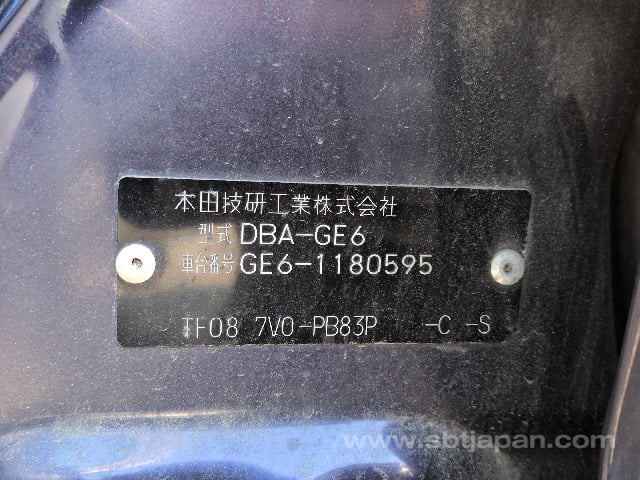 本田技研工業株式会社
型式 DBA-GE6
車台番号 GE6-1180595
TF08 7V0-PB83P -C -S
www.sbtjapan.com